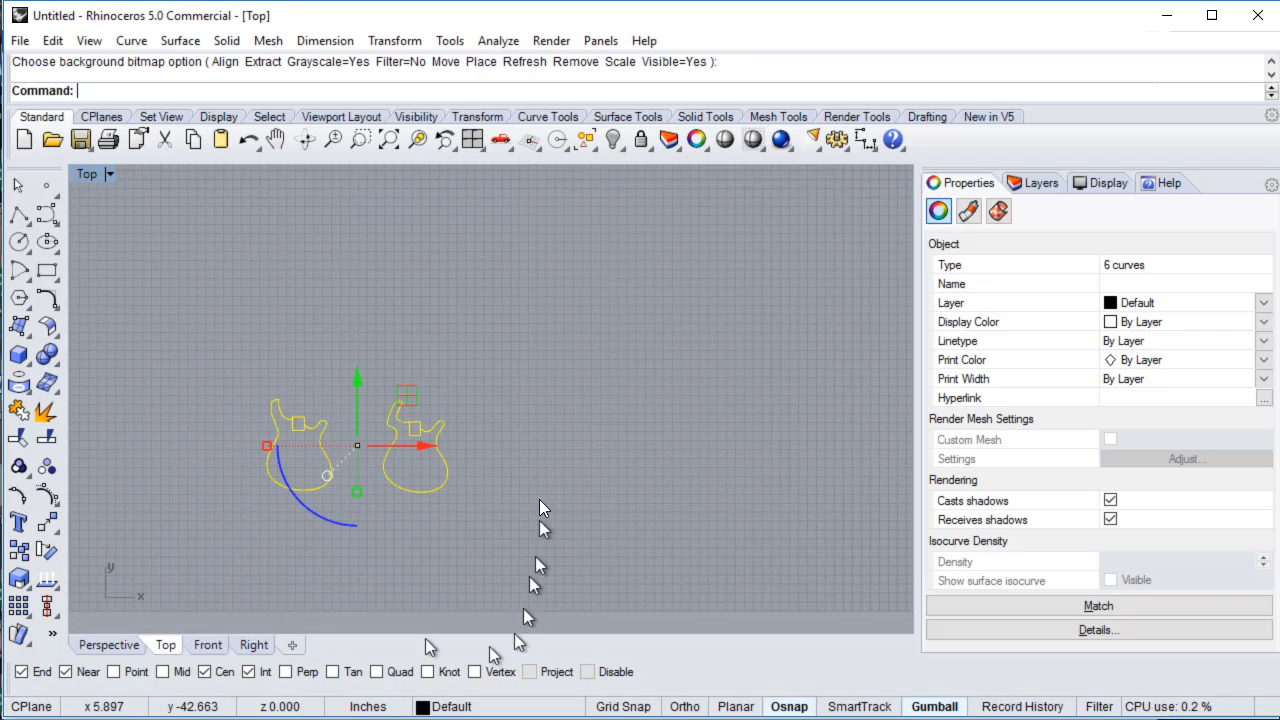 Untitled - Rhinoceros 5.0 Commercial - [Top]
File Edit View Curve Surface Solid Mesh Dimension Transform Tools Analyze Render Panels Help
Choose background bitmap option ( Align Extract Grayscale=Yes Filter=No Move Place Refresh Remove Scale Visible=Yes ):
Command:
Standard CPlanes Set View Display Select Viewport Layout Visibility Transform Curve Tools Surface Tools Solid Tools Mesh Tools Render Tools Drafting New in V5
Top
Properties Layers Display Help
Object
Type 6 curves
Name
Layer Default
Display Color By Layer
Linetype By Layer
Print Color By Layer
Print Width By Layer
Hyperlink ...
Render Mesh Settings
Custom Mesh
Settings Adjust...
Rendering
Casts shadows
Receives shadows
Isocurve Density
Density
Show surface isocurve Visible
Match
Details...
y
x
Perspective Top Front Right
End Near Point Mid Cen Int Perp Tan Quad Knot Vertex Project Disable
CPlane x 5.897 y -42.663 z 0.000 Inches Default Grid Snap Ortho Planar Osnap SmartTrack Gumball Record History Filter CPU use: 0.2 %